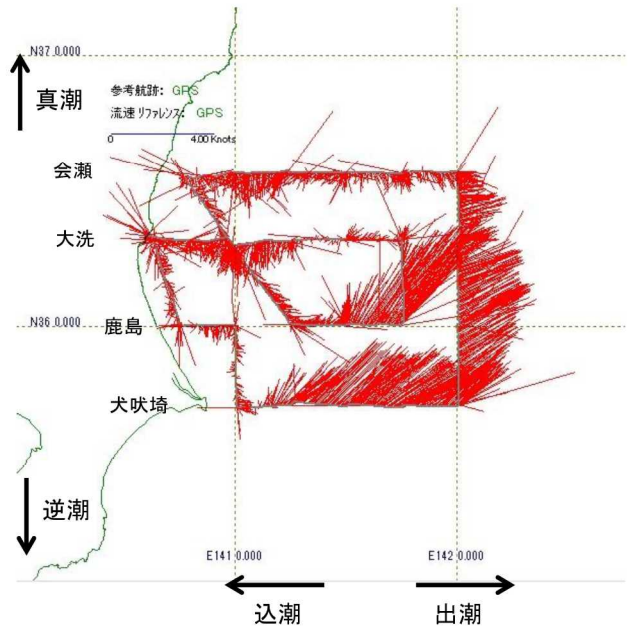 N37 0.000
真潮
参考航跡: GPS
流速リファレンス: GPS
0 4.00 Knots
会瀬
大洗
N36 0.000
鹿島
犬吠埼
逆潮
E141 0.000 E142 0.000
込潮 出潮